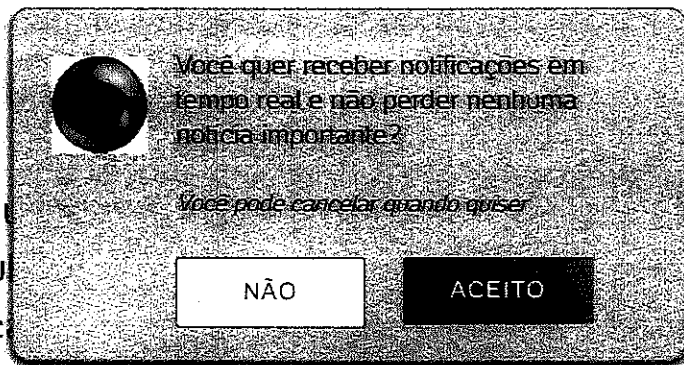 Você quer receber notificações em
tempo real e não perder nenhuma
notícia importante?
Você pode cancelar quando quiser
NÃO
ACEITO